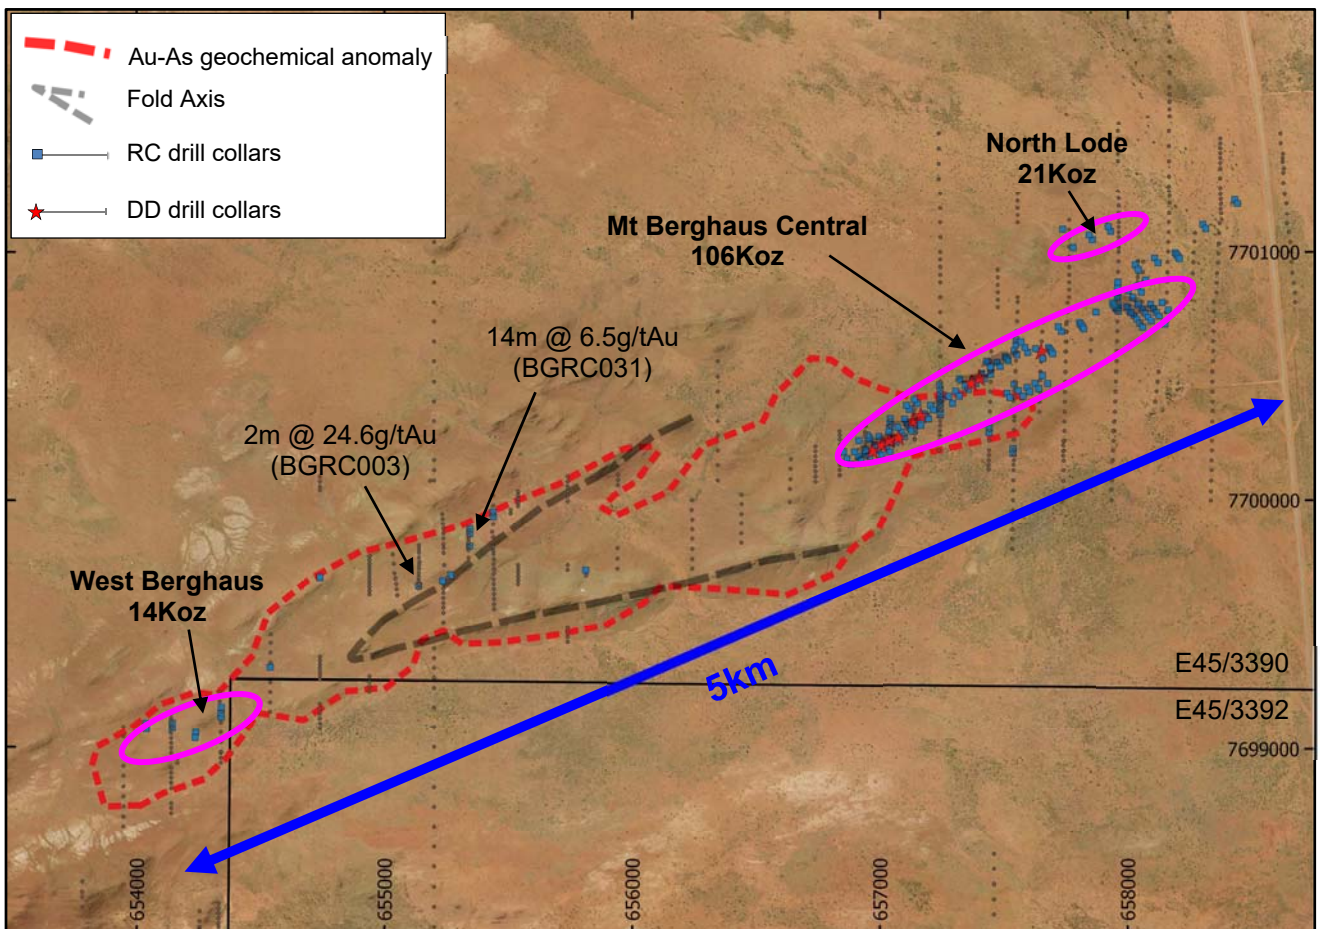 Au-As geochemical anomaly
Fold Axis
RC drill collars
DD drill collars
North Lode
21Koz
Mt Berghaus Central
106Koz
7701000
14m @ 6.5g/tAu
(BGRC031)
2m @ 24.6g/tAu
(BGRC003)
7700000
West Berghaus
14Koz
5km
E45/3390
E45/3392
7699000
654000
655000
656000
657000
658000